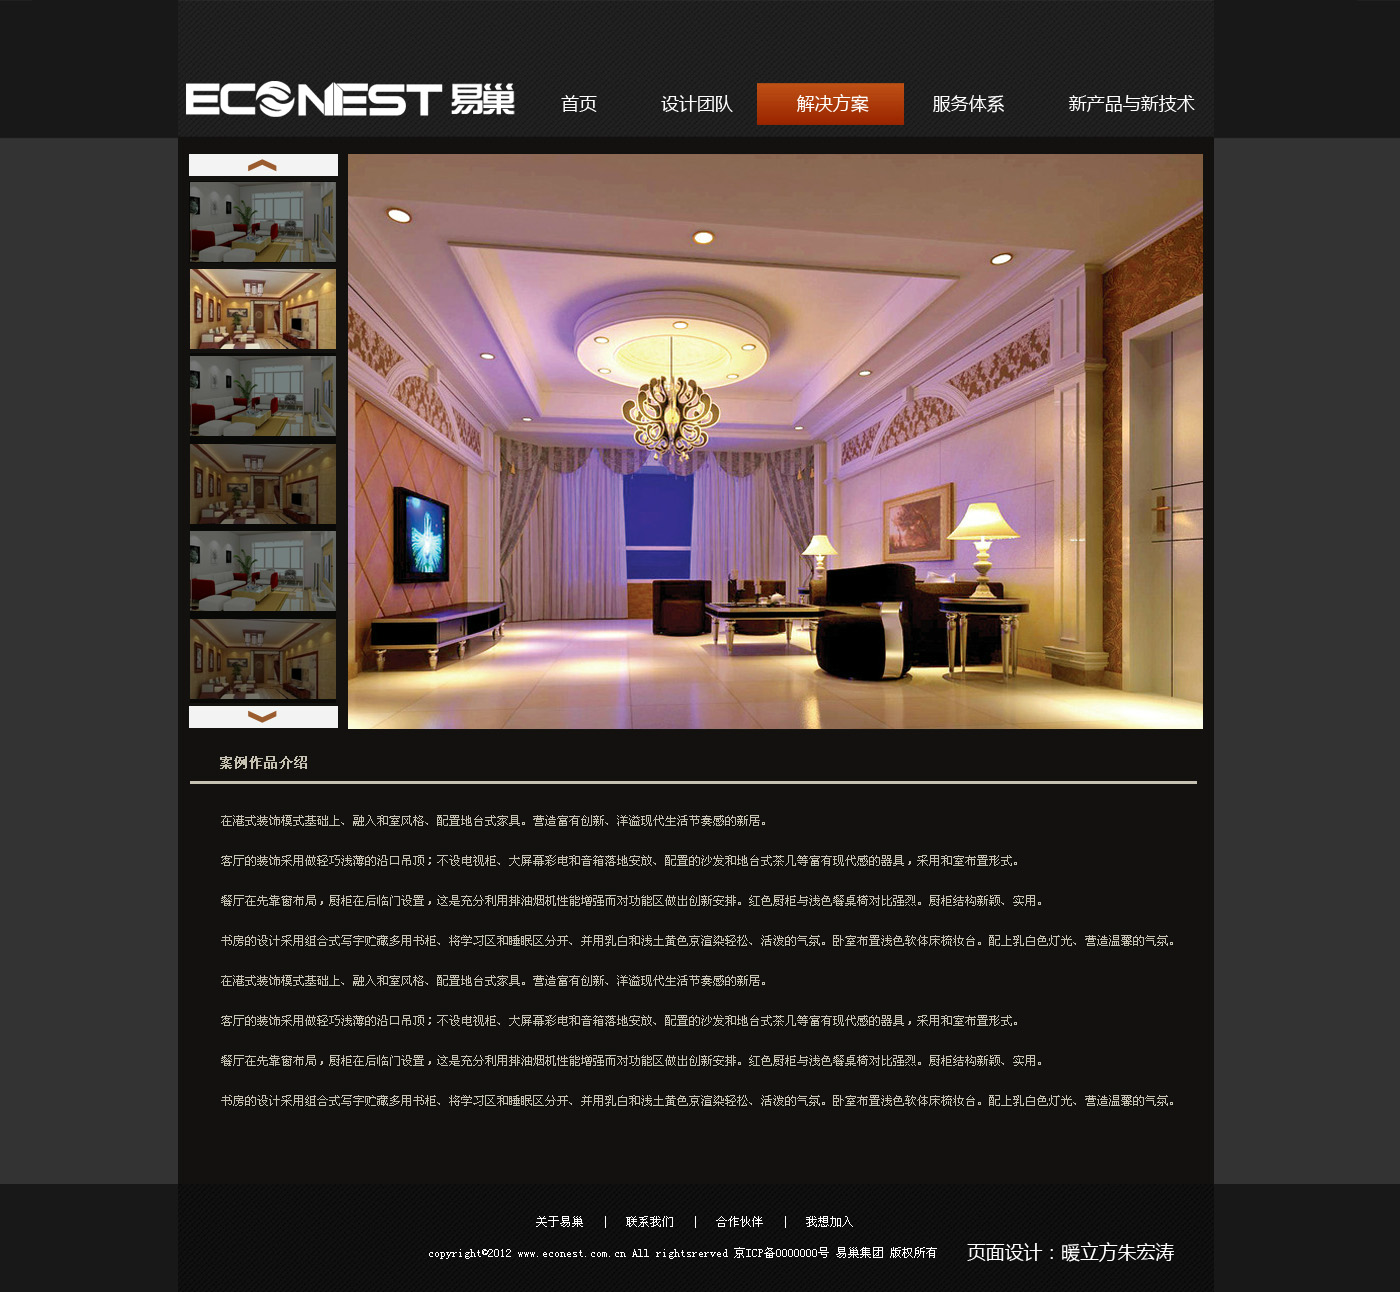 ECONEST 易巢
首页 设计团队 解决方案 服务体系 新产品与新技术
案例作品介绍
在港式装饰模式基础上、融入和室风格、配置地台式家具。营造富有创新、洋溢现代生活节奏感的新居。
客厅的装饰采用做轻巧浅薄的沿口吊顶；不设电视柜、大屏幕彩电和音箱落地安放、配置的沙发和地台式茶几等富有现代感的器具，采用和室布置形式。
餐厅在先靠窗布局，厨柜在后临门设置，这是充分利用排油烟机性能增强而对功能区做出创新安排。红色厨柜与浅色餐桌椅对比强烈。厨柜结构新颖、实用。
书房的设计采用组合式写字贮藏多用书柜、将学习区和睡眠区分开、并用乳白和浅土黄色京渲染轻松、活泼的气氛。卧室布置浅色软体床梳妆台。配上乳白色灯光、营造温馨的气氛。
在港式装饰模式基础上、融入和室风格、配置地台式家具。营造富有创新、洋溢现代生活节奏感的新居。
客厅的装饰采用做轻巧浅薄的沿口吊顶；不设电视柜、大屏幕彩电和音箱落地安放、配置的沙发和地台式茶几等富有现代感的器具，采用和室布置形式。
餐厅在先靠窗布局，厨柜在后临门设置，这是充分利用排油烟机性能增强而对功能区做出创新安排。红色厨柜与浅色餐桌椅对比强烈。厨柜结构新颖、实用。
书房的设计采用组合式写字贮藏多用书柜、将学习区和睡眠区分开、并用乳白和浅土黄色京渲染轻松、活泼的气氛。卧室布置浅色软体床梳妆台。配上乳白色灯光、营造温馨的气氛。
关于易巢 | 联系我们 | 合作伙伴 | 我想加入
copyright©2012 www.econest.com.cn All rightsrerved 京ICP备0000000号 易巢集团 版权所有 页面设计：暖立方朱宏涛